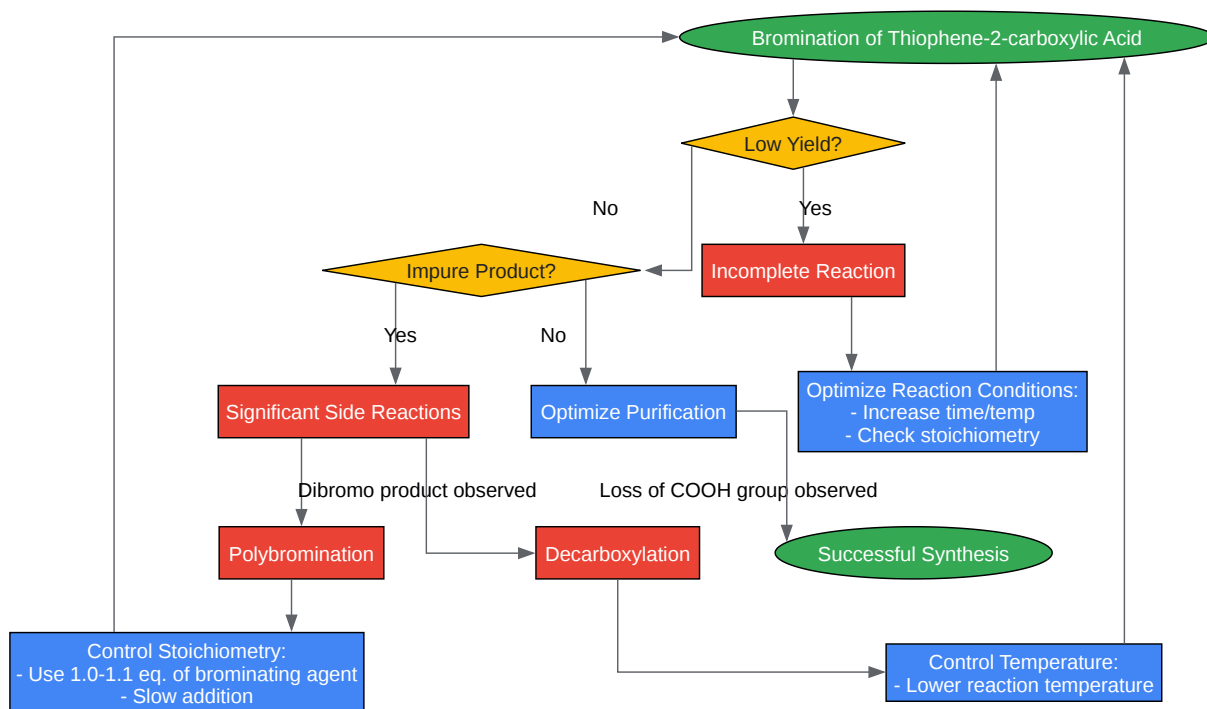 Bromination of Thiophene-2-carboxylic Acid
Low Yield?
No
Yes
Impure Product?
Incomplete Reaction
Yes
No
Significant Side Reactions
Optimize Purification
Optimize Reaction Conditions:
- Increase time/temp
- Check stoichiometry
Dibromo product observed
Loss of COOH group observed
Polybromination
Decarboxylation
Successful Synthesis
Control Stoichiometry:
- Use 1.0-1.1 eq. of brominating agent
- Slow addition
Control Temperature:
- Lower reaction temperature